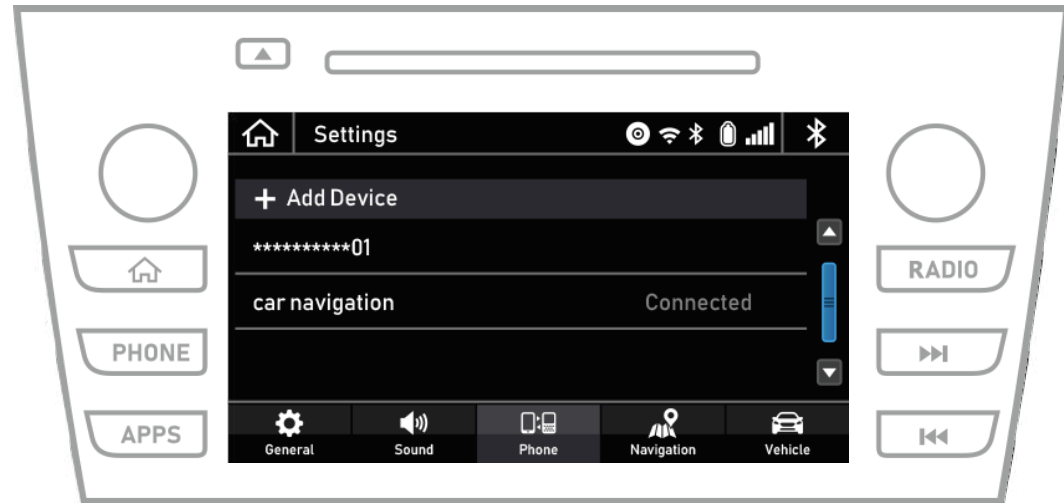 Settings
+ Add Device
**********01
car navigation Connected
RADIO
PHONE
APPS
General Sound Phone Navigation Vehicle